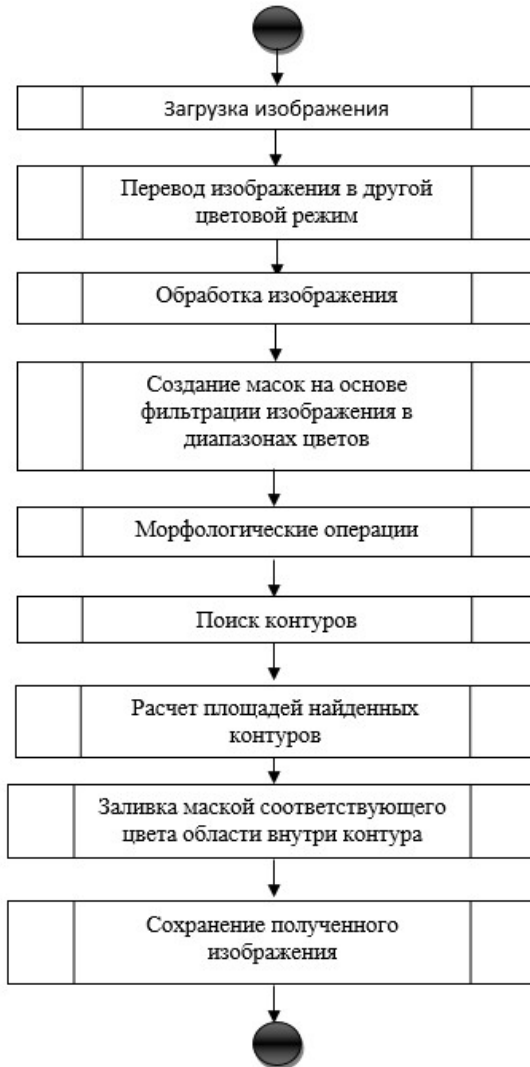 Загрузка изображения
Перевод изображения в другой
цветовой режим
Обработка изображения
Создание масок на основе
фильтрации изображения в
диапазонах цветов
Морфологические операции
Поиск контуров
Расчет площадей найденных
контуров
Заливка маской соответствующего
цвета области внутри контура
Сохранение полученного
изображения